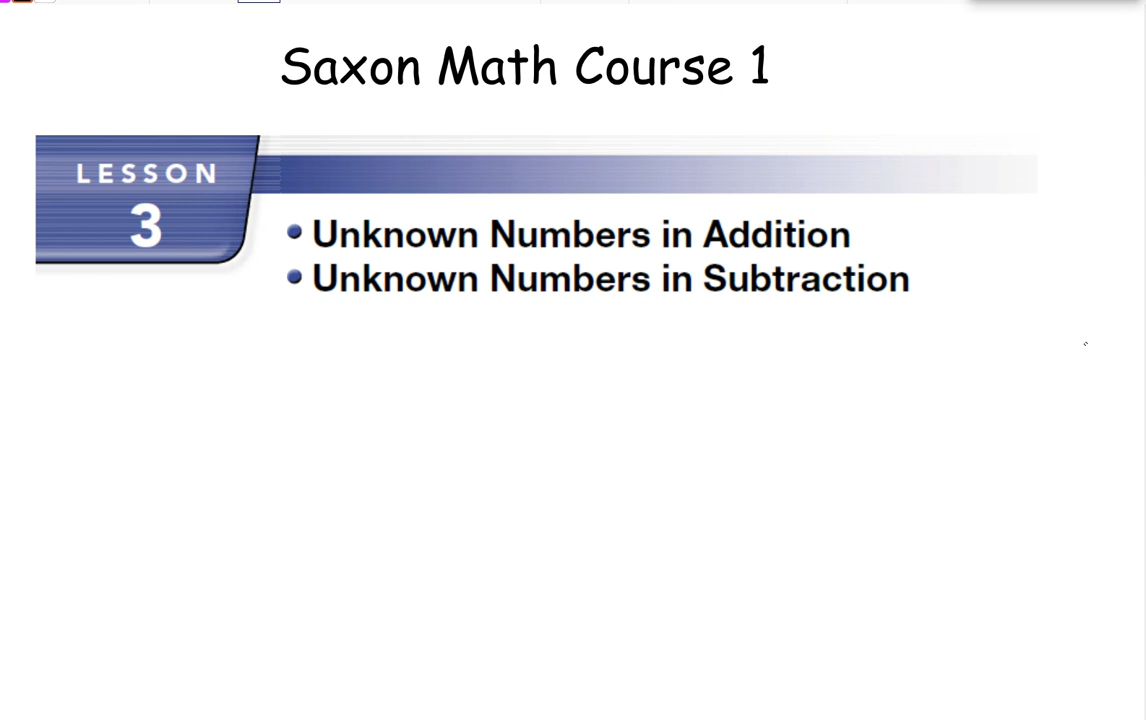 Saxon Math Course 1
LESSON
3
• Unknown Numbers in Addition
• Unknown Numbers in Subtraction